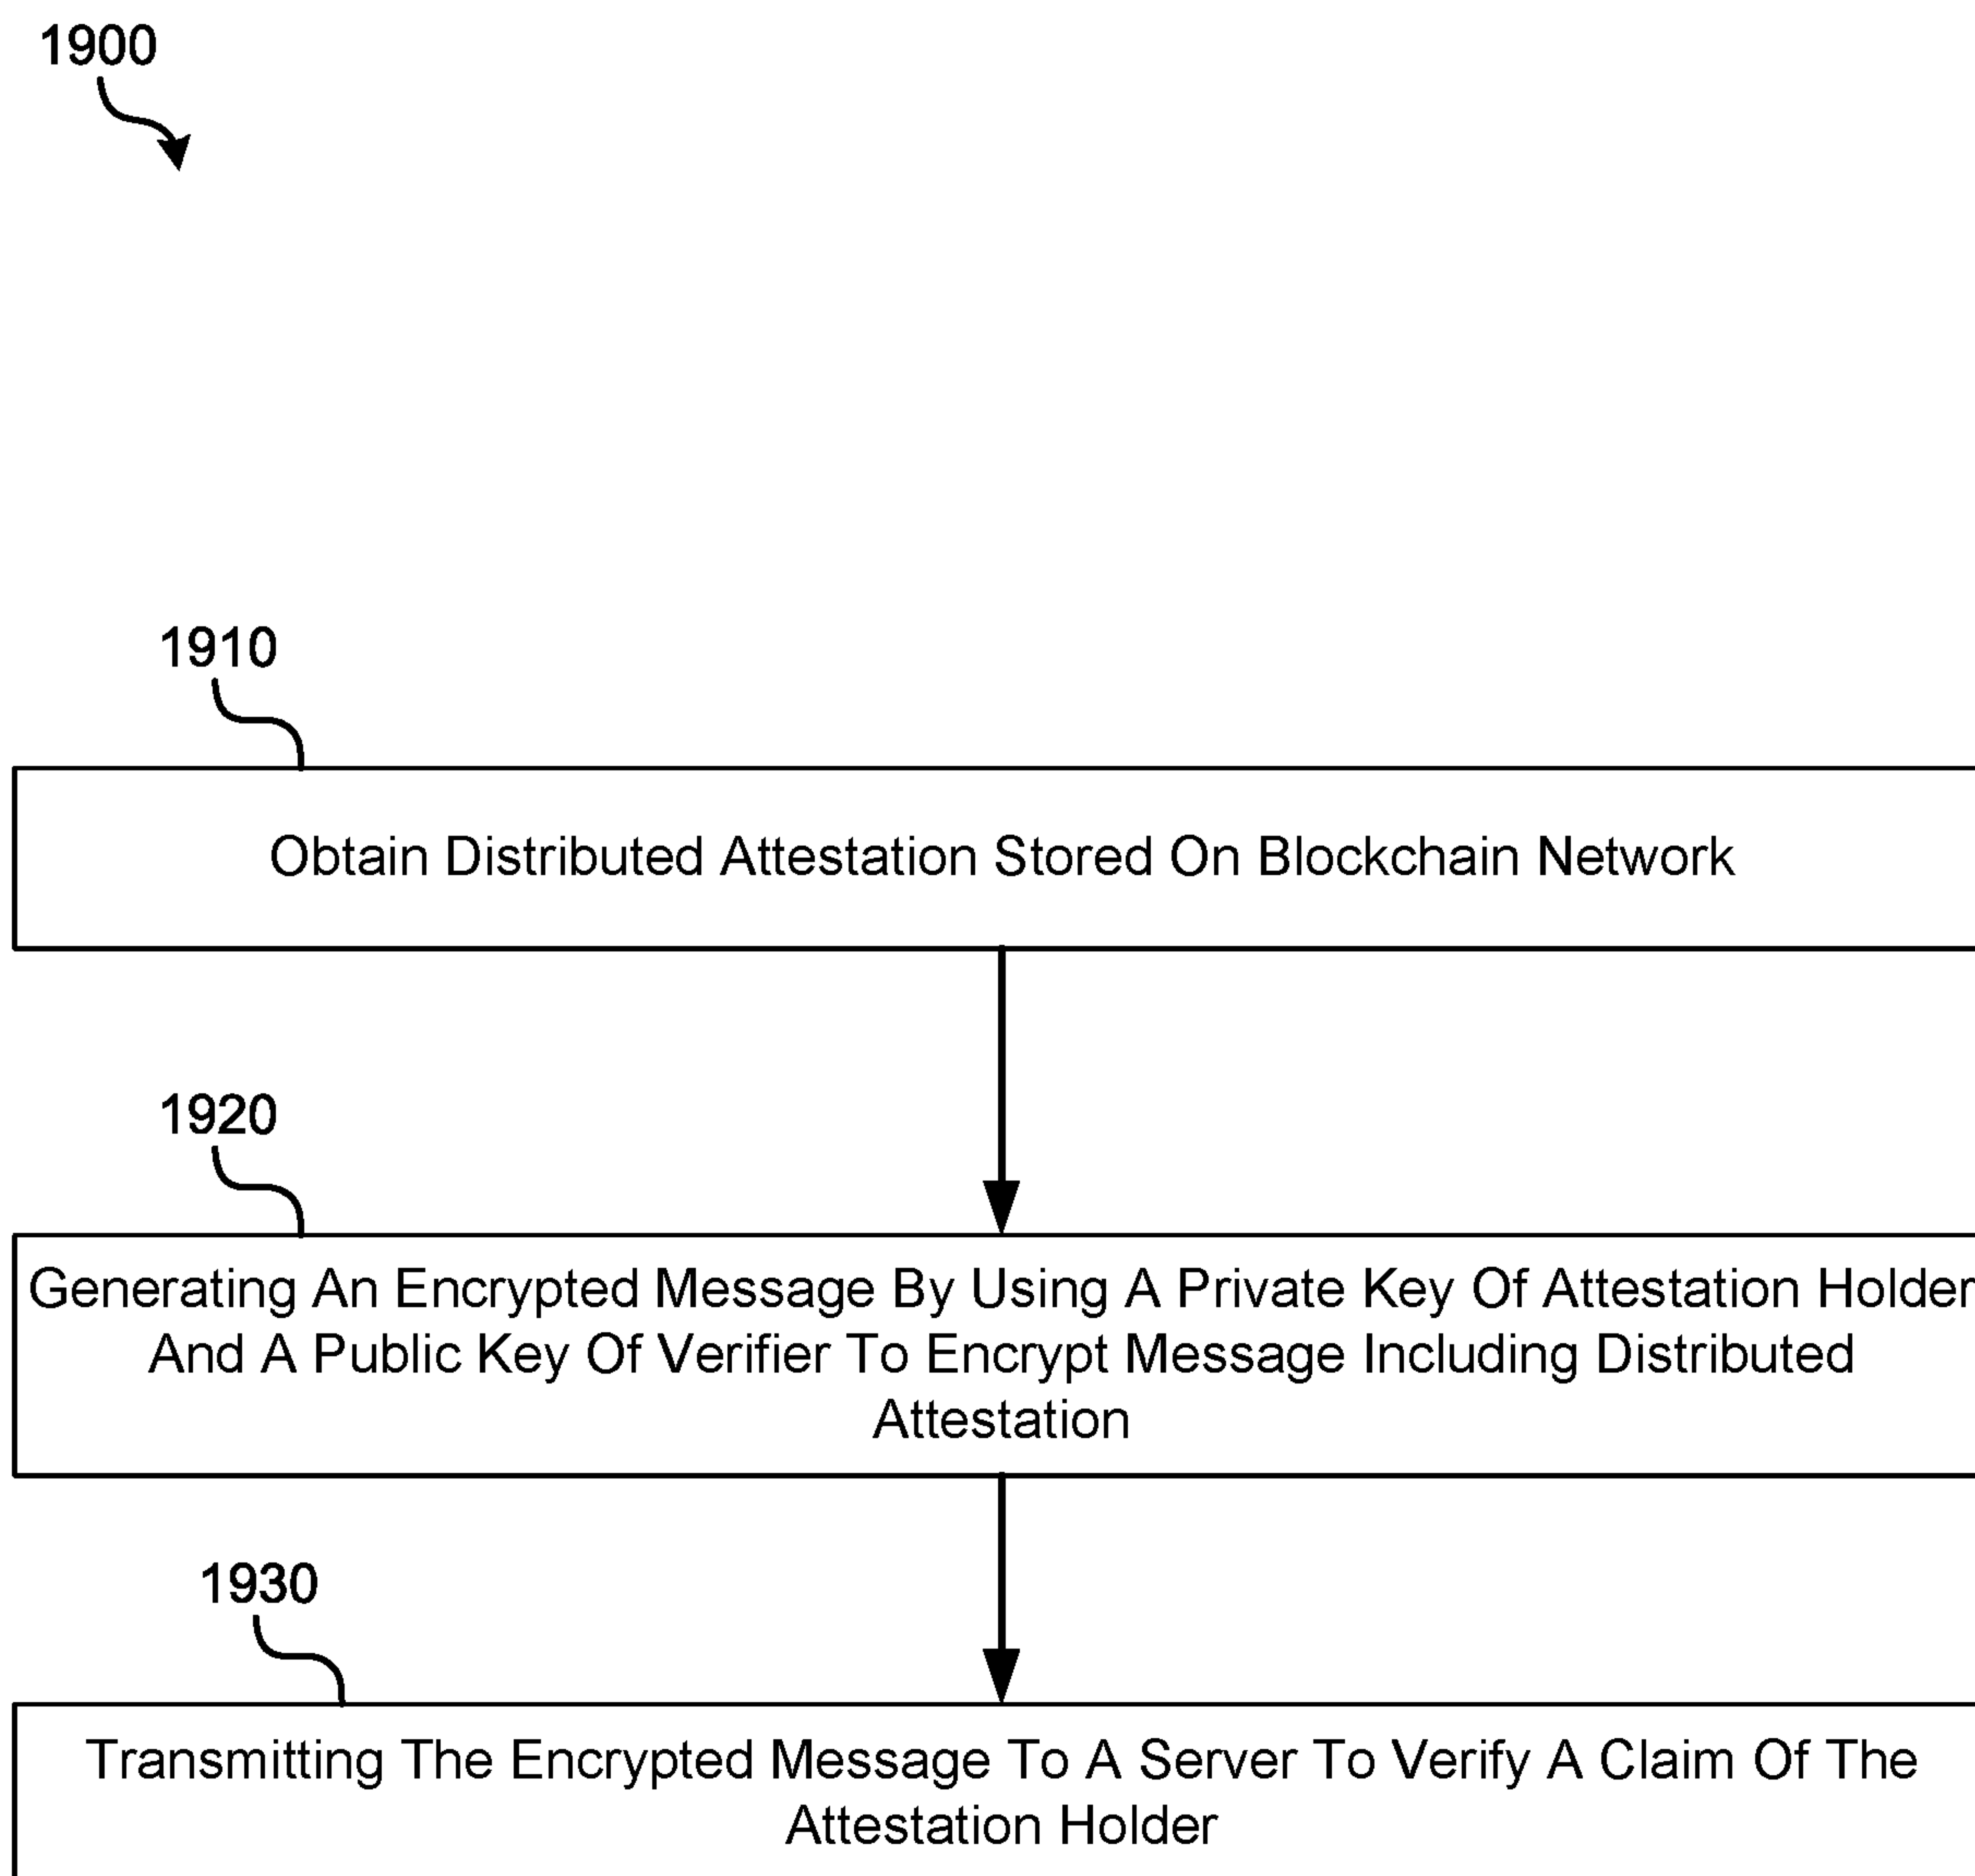 1900
1910
Obtain Distributed Attestation Stored On Blockchain Network
1920
Generating An Encrypted Message By Using A Private Key Of Attestation Holder
And A Public Key Of Verifier To Encrypt Message Including Distributed
Attestation
1930
Transmitting The Encrypted Message To A Server To Verify A Claim Of The
Attestation Holder